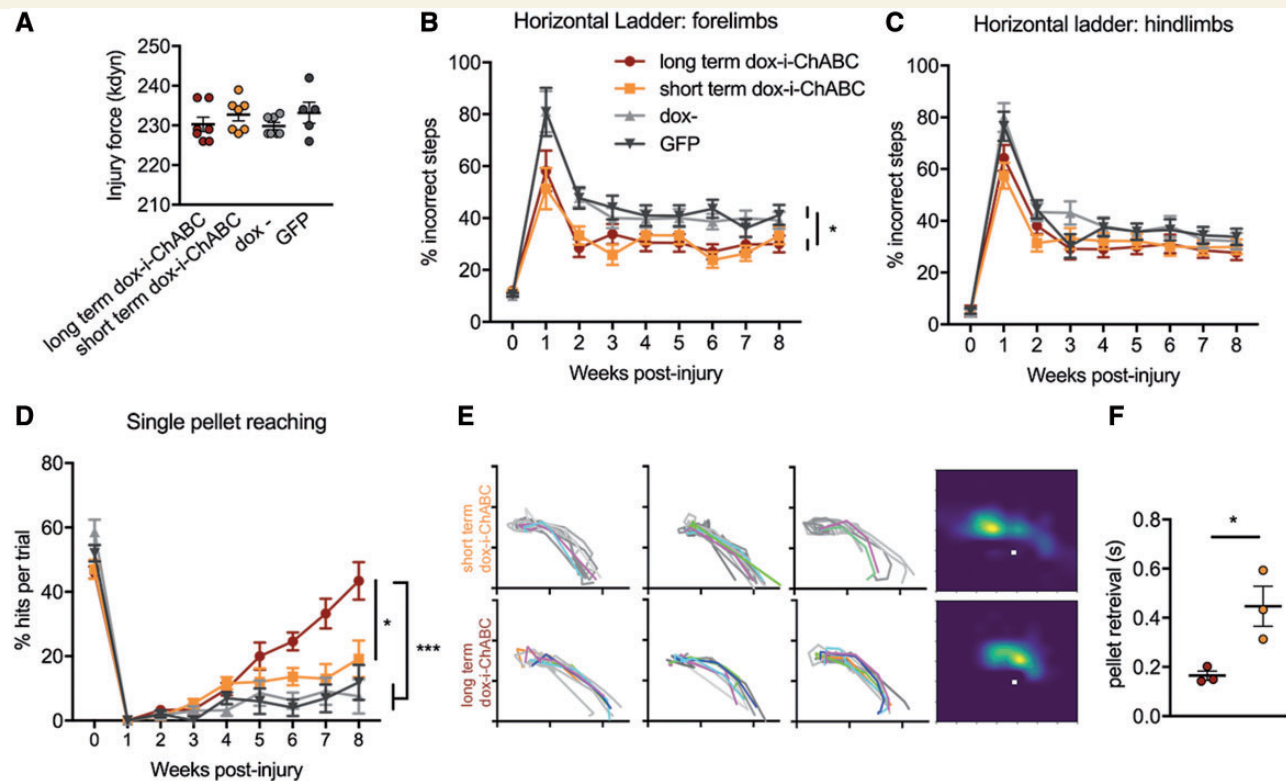 A
Injury force (kdyn)
250
240
230
220
210
long term dox-i-ChABC
short term dox-i-ChABC
dox -
GFP
B
Horizontal Ladder: forelimbs
% incorrect steps
100
80
60
40
20
0
long term dox-i-ChABC
short term dox-i-ChABC
dox-
GFP
*
0 1 2 3 4 5 6 7 8
Weeks post-injury
C
Horizontal ladder: hindlimbs
% incorrect steps
100
80
60
40
20
0
0 1 2 3 4 5 6 7 8
Weeks post-injury
D
Single pellet reaching
% hits per trial
80
60
40
20
0
*
***
0 1 2 3 4 5 6 7 8
Weeks post-injury
E
short term
dox-i-ChABC
long term
dox-i-ChABC
F
pellet retreival (s)
0.8
0.6
0.4
0.2
0.0
*